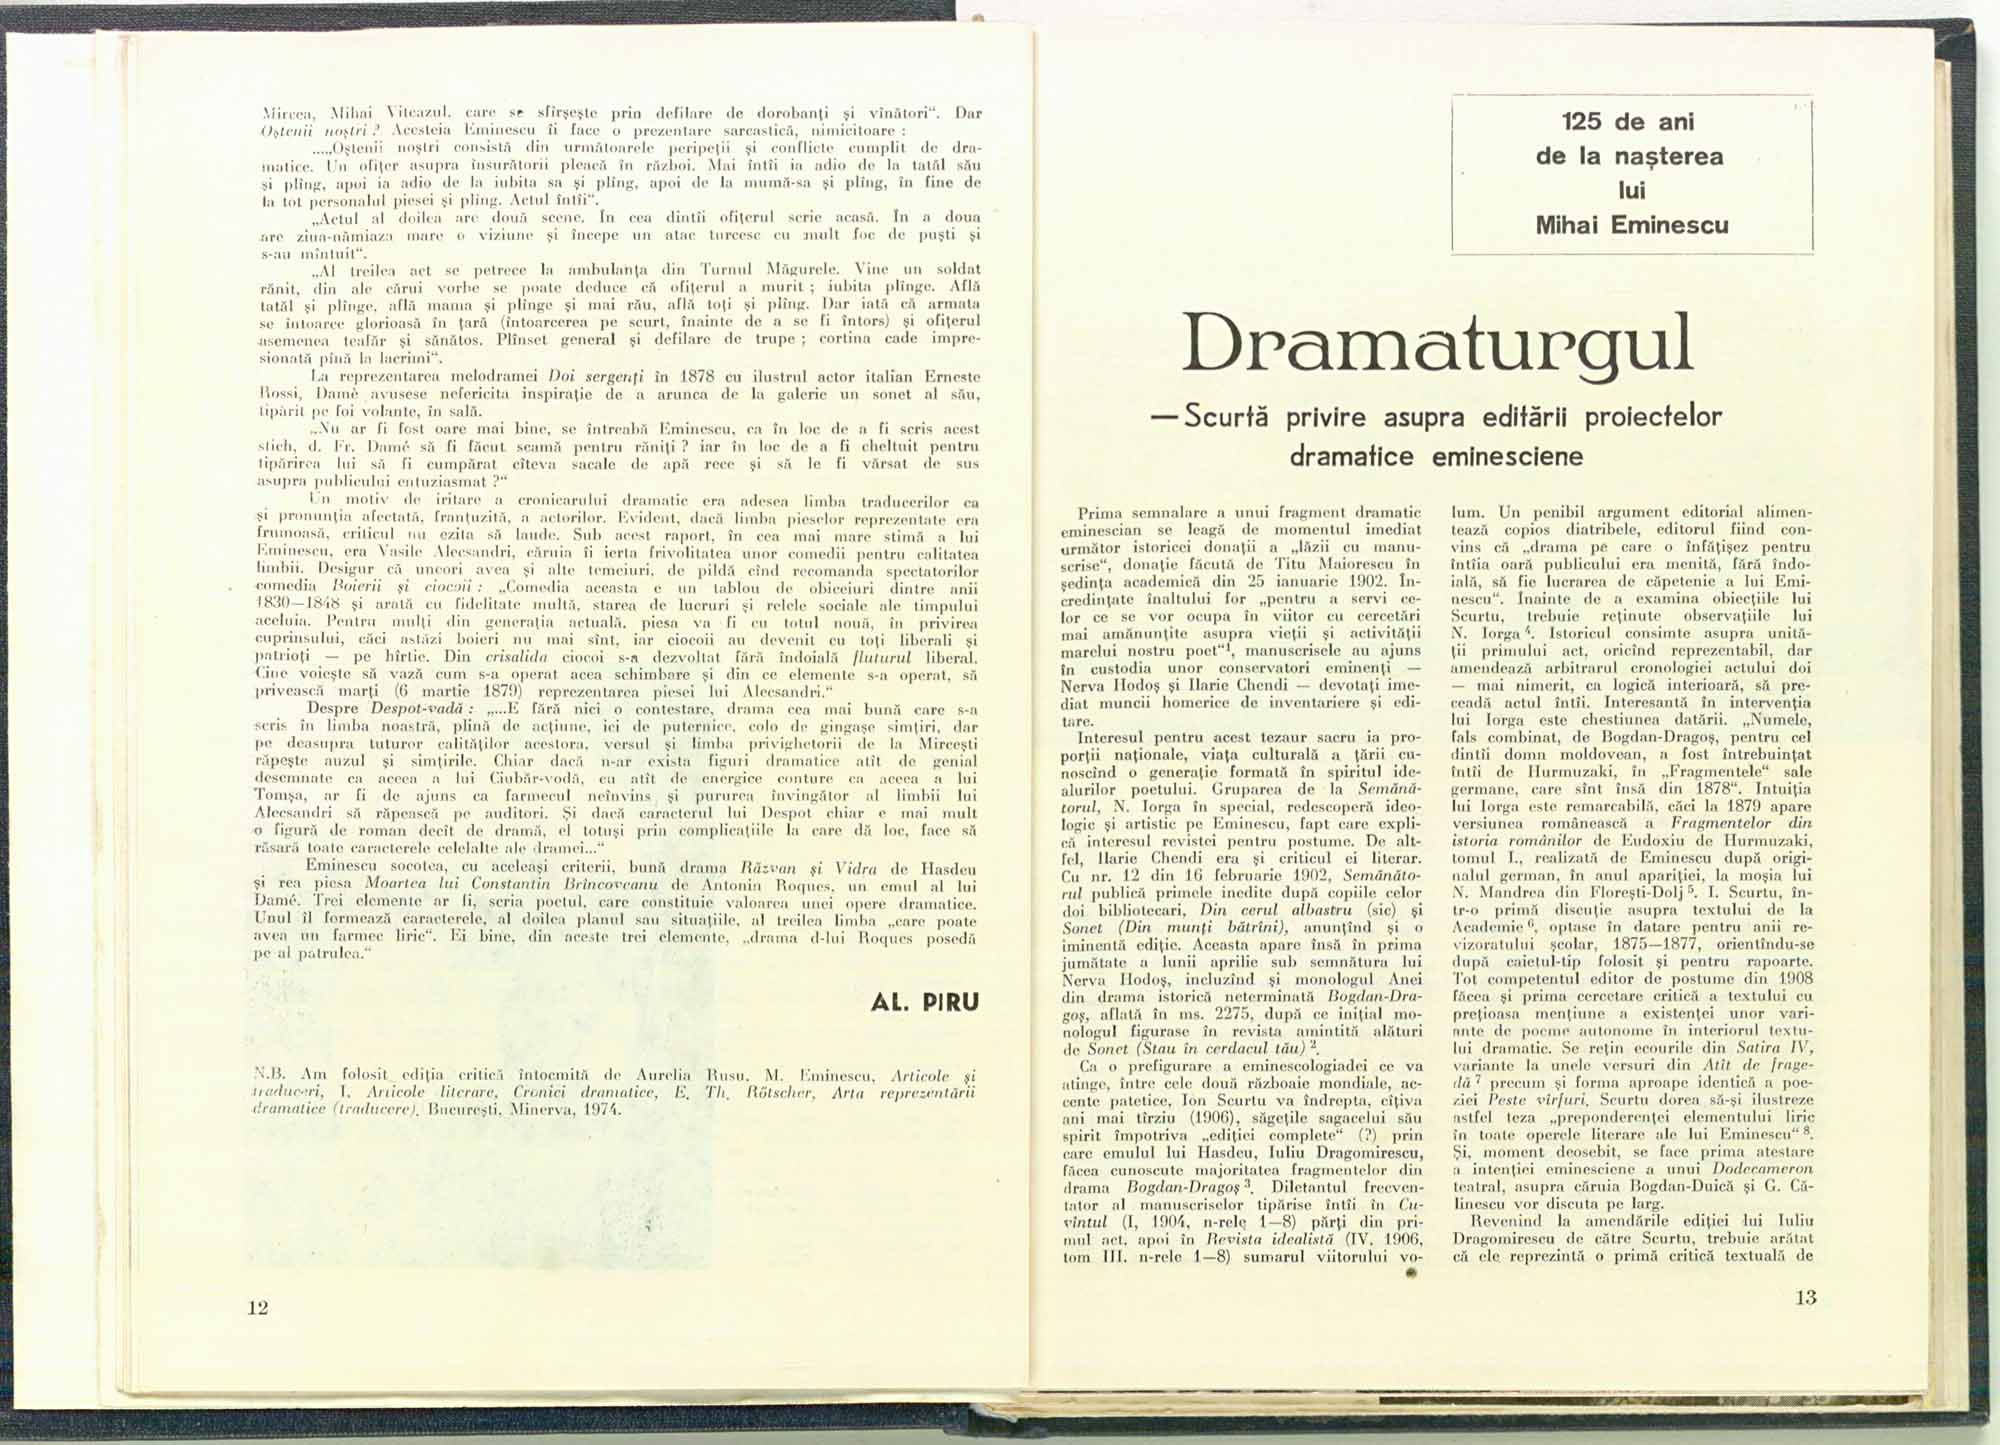 Mircea, Mihai Viteazul, care se sfîrşeşte prin defilare de dorobanţi şi vînători“. Dar
Oştenii noştri ? Acesteia Eminescu îi face o prezentare sarcastică, nimicitoare :
....„Oştenii noştri consistă din următoarele peripeţii şi conflicte cumplit de dra-
matice. Un ofiţer asupra însurătorii pleacă în război. Mai întîi ia adio de la tatăl său
şi plîng, apoi ia adio de la iubita sa şi plîng, apoi de la mumă-sa şi plîng, în fine de
la tot personalul piesei şi plîng. Actul întîi“.
„Actul al doilea are două scene. În cea dintîi ofiţerul scrie acasă. În a doua
are ziua-nămiaza mare o viziune şi începe un atac turcesc cu mult foc de puşti şi
s-au mîntuit“.
„Al treilea act se petrece la ambulanţa din Turnul Măgurele. Vine un soldat
rănit, din ale cărui vorbe se poate deduce că ofiţerul a murit ; iubita plînge. Află
tatăl şi plînge, află mama şi plînge şi mai rău, află toţi şi plîng. Dar iată că armata
se întoarce glorioasă în ţară (întoarcerea pe scurt, înainte de a se fi întors) şi ofiţerul
asemenea teafăr şi sănătos. Plînset general şi defilare de trupe ; cortina cade impre-
sionată pînă la lacrimi“.
La reprezentarea melodramei Doi sergenţi în 1878 cu ilustrul actor italian Erneste
Rossi, Damè avusese nefericita inspiraţie de a arunca de la galerie un sonet al său,
tipărit pe foi volante, în sală.
„Nu ar fi fost oare mai bine, se întreabă Eminescu, ca în loc de a fi scris acest
stich, d. Fr. Damé să fi făcut scamă pentru răniţi ? iar în loc de a fi cheltuit pentru
tipărirea lui să fi cumpărat cîteva sacale de apă rece şi să le fi vărsat de sus
asupra publicului entuziasmat ?“
Un motiv de iritare a cronicarului dramatic era adesea limba traducerilor ca
şi pronunţia afectată, franţuzită, a actorilor. Evident, dacă limba pieselor reprezentate era
frumoasă, criticul nu ezita să laude. Sub acest raport, în cea mai mare stimă a lui
Eminescu, era Vasile Alecsandri, căruia îi ierta frivolitatea unor comedii pentru calitatea
limbii. Desigur că uneori avea şi alte temeiuri, de pildă cînd recomanda spectatorilor
comedia Boierii şi ciocoii : „Comedia aceasta e un tablou de obiceiuri dintre anii
1830—1848 şi arată cu fidelitate multă, starea de lucruri şi relele sociale ale timpului
aceluia. Pentru mulţi din generaţia actuală, piesa va fi cu totul nouă, în privirea
cuprinsului, căci astăzi boieri nu mai sînt, iar ciocoii au devenit cu toţi liberali şi
patrioţi — pe hîrtie. Din crisalida ciocoi s-a dezvoltat fără îndoială fluturul liberal.
Cine voieşte să vază cum s-a operat acea schimbare şi din ce elemente s-a operat, să
privească marţi (6 martie 1879) reprezentarea piesei lui Alecsandri.“
Despre Despot-vodă : „...E fără nici o contestare, drama cea mai bună care s-a
scris în limba noastră, plină de acţiune, ici de puternice, colo de gingaşe simţiri, dar
pe deasupra tuturor calităţilor acestora, versul şi limba privighetorii de la Mirceşti
răpeşte auzul şi simţirile. Chiar dacă n-ar exista figuri dramatice atît de genial
desemnate ca aceea a lui Ciubăr-vodă, cu atît de energice conture ca aceea a lui
Tomşa, ar fi de ajuns ca farmecul neînvins şi pururea învingător al limbii lui
Alecsandri să răpească pe auditori. Şi dacă caracterul lui Despot chiar e mai mult
o figură de roman decît de dramă, el totuşi prin complicaţiile la care dă loc, face să
răsară toate caracterele celelalte ale dramei...“
Eminescu socotea, cu aceleaşi criterii, bună drama Răzvan şi Vidra de Hasdeu
şi rea piesa Moartea lui Constantin Brîncoveanu de Antonin Roques, un emul al lui
Damé. Trei elemente ar fi, scria poetul, care constituie valoarea unei opere dramatice.
Unul îl formează caracterele, al doilea planul sau situaţiile, al treilea limba „care poate
avea un farmec liric“. Ei bine, din aceste trei elemente, „drama d-lui Roques posedă
pe al patrulea.“
AL. PIRU
N.B. Am folosit ediţia critică întocmită de Aurelia Rusu, M. Eminescu, Articole şi
traduceri, I, Articole literare, Cronici dramatice, E. Th. Rötscher, Arta reprezentării
dramatice (traducere). Bucureşti, Minerva, 1974.
12
125 de ani
de la naşterea
lui
Mihai Eminescu
Dramaturgul
— Scurtă privire asupra editării proiectelor
dramatice eminesciene
Prima semnalare a unui fragment dramatic
eminescian se leagă de momentul imediat
următor istoricei donaţii a „lăzii cu manu-
scrise“, donaţie făcută de Titu Maiorescu în
şedinţa academică din 25 ianuarie 1902. În-
credinţate înaltului for „pentru a servi ce-
lor ce se vor ocupa în viitor cu cercetări
mai amănunţite asupra vieţii şi activităţii
marelui nostru poet“1, manuscrisele au ajuns
în custodia unor conservatori eminenţi —
Nerva Hodoş şi Ilarie Chendi — devotaţi ime-
diat muncii homerice de inventariere şi edi-
tare.
Interesul pentru acest tezaur sacru ia pro-
porţii naţionale, viaţa culturală a ţării cu-
noscînd o generaţie formată în spiritul ide-
alurilor poetului. Gruparea de la Semănă-
torul, N. Iorga în special, redescoperă ideo-
logic şi artistic pe Eminescu, fapt care expli-
că interesul revistei pentru postume. De alt-
fel, Ilarie Chendi era şi criticul ei literar.
Cu nr. 12 din 16 februarie 1902, Semănăto-
rul publică primele inedite după copiile celor
doi bibliotecari, Din cerul albastru (sic) şi
Sonet (Din munţi bătrîni), anunţînd şi o
iminentă ediţie. Aceasta apare însă în prima
jumătate a lunii aprilie sub semnătura lui
Nerva Hodoş, incluzînd şi monologul Anei
din drama istorică neterminată Bogdan-Dra-
goş, aflată în ms. 2275, după ce iniţial mo-
nologul figurase în revista amintită alături
de Sonet (Stau în cerdacul tău) 2.
Ca o prefigurare a eminescologiadei ce va
atinge, între cele două războaie mondiale, ac-
cente patetice, Ion Scurtu va îndrepta, cîţiva
ani mai tîrziu (1906), săgeţile sagacelui său
spirit împotriva „ediţiei complete“ (?) prin
care emulul lui Hasdeu, Iuliu Dragomirescu,
făcea cunoscute majoritatea fragmentelor din
drama Bogdan-Dragoş 3. Diletantul frecven-
tator al manuscriselor tipărise întîi în Cu-
vîntul (I, 1904, n-rele 1—8) părţi din pri-
mul act, apoi în Revista idealistă (IV, 1906,
tom III. n-rele 1—8) sumarul viitorului vo-
lum. Un penibil argument editorial alimen-
tează copios diatribele, editorul fiind con-
vins că „drama pe care o înfăţişez pentru
întîia oară publicului era menită, fără îndo-
ială, să fie lucrarea de căpetenie a lui Emi-
nescu“. Înainte de a examina obiecţiile lui
Scurtu, trebuie reţinute observaţiile lui
N. Iorga 4. Istoricul consimte asupra unită-
ţii primului act, oricînd reprezentabil, dar
amendează arbitrarul cronologiei actului doi
— mai nimerit, ca logică interioară, să pre-
ceadă actul întîi. Interesantă în intervenţia
lui Iorga este chestiunea datării. „Numele,
fals combinat, de Bogdan-Dragoş, pentru cel
dintîi domn moldovean, a fost întrebuinţat
întîi de Hurmuzaki, în „Fragmentele“ sale
germane, care sînt însă din 1878“. Intuiţia
lui Iorga este remarcabilă, căci la 1879 apare
versiunea românească a Fragmentelor din
istoria românilor de Eudoxiu de Hurmuzaki,
tomul I., realizată de Eminescu după origi-
nalul german, în anul apariţiei, la moşia lui
N. Mandrea din Floreşti-Dolj 5. I. Scurtu, în-
tr-o primă discuţie asupra textului de la
Academie 6, optase în datare pentru anii re-
vizoratului şcolar, 1875—1877, orientîndu-se
după caietul-tip folosit şi pentru rapoarte.
Tot competentul editor de postume din 1908
făcea şi prima cercetare critică a textului cu
preţioasa menţiune a existenţei unor vari-
ante de poeme autonome în interiorul textu-
lui dramatic. Se reţin ecourile din Satira IV,
variante la unele versuri din Atît de frage-
dă 7 precum şi forma aproape identică a poe-
ziei Peste vîrfuri. Scurtu dorea să-şi ilustreze
astfel teza „preponderenţei elementului liric
în toate operele literare ale lui Eminescu“ 8.
Şi, moment deosebit, se face prima atestare
a intenţiei eminesciene a unui Dodecameron
teatral, asupra căruia Bogdan-Duică şi G. Că-
linescu vor discuta pe larg.
Revenind la amendările ediţiei lui Iuliu
Dragomirescu de către Scurtu, trebuie arătat
că ele reprezintă o primă critică textuală de
13